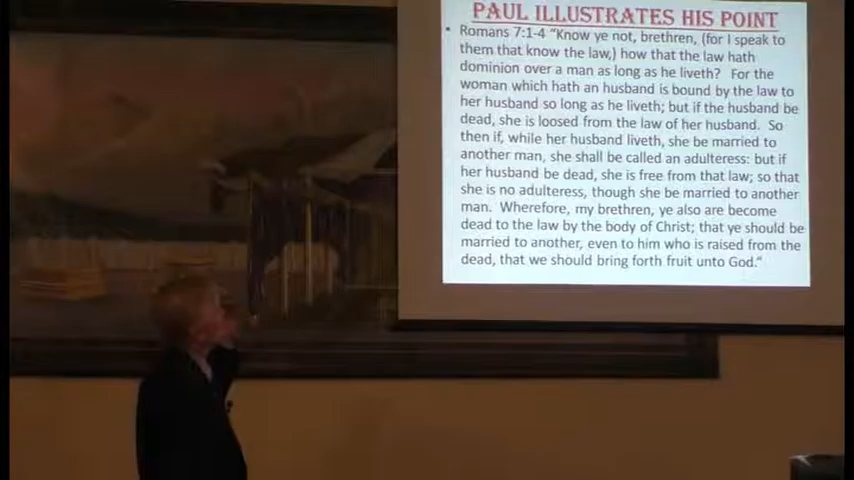 PAUL ILLUSTRATES HIS POINT
• Romans 7:1-4 “Know ye not, brethren, (for I speak to
them that know the law,) how that the law hath
dominion over a man as long as he liveth?  For the
woman which hath an husband is bound by the law to
her husband so long as he liveth; but if the husband be
dead, she is loosed from the law of her husband.  So
then if, while her husband liveth, she be married to
another man, she shall be called an adulteress: but if
her husband be dead, she is free from that law; so that
she is no adulteress, though she be married to another
man.  Wherefore, my brethren, ye also are become
dead to the law by the body of Christ; that ye should be
married to another, even to him who is raised from the
dead, that we should bring forth fruit unto God.“